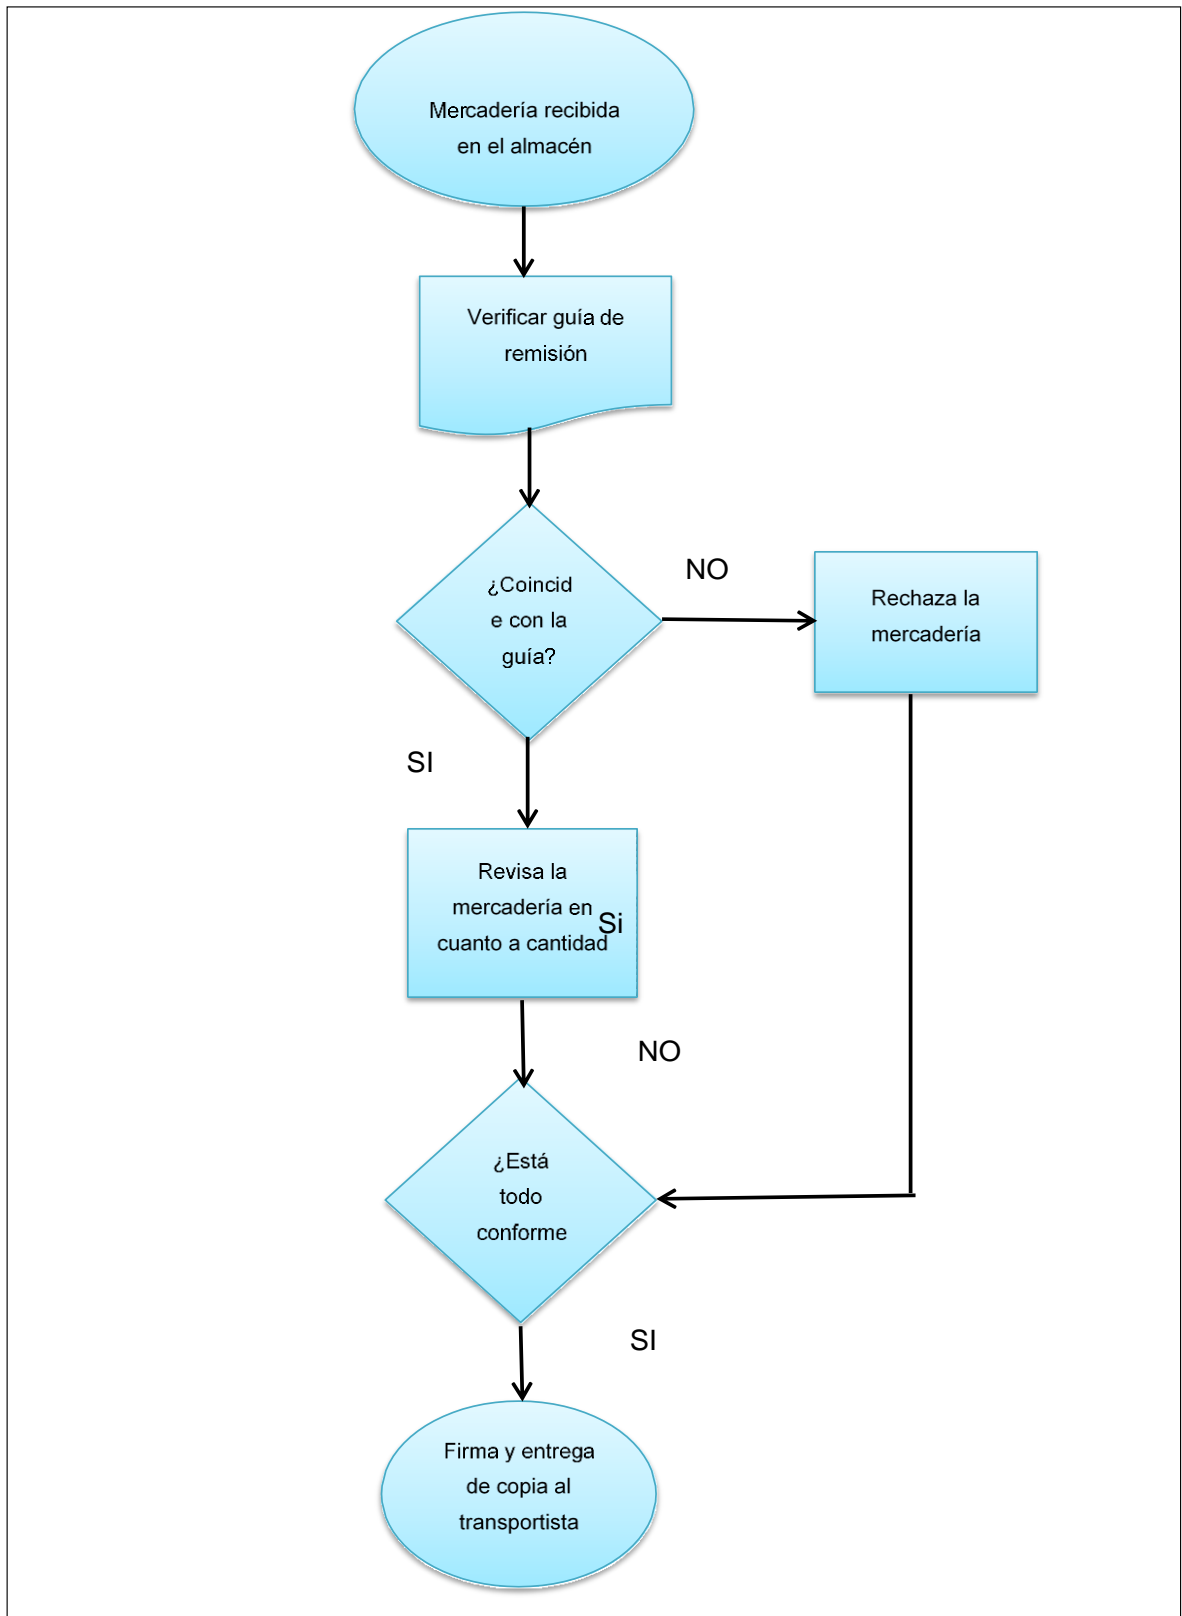 Mercadería recibida
en el almacén
Verificar guía de
remisión
¿Coincid
e con la
guía?
NO
Rechaza la
mercadería
SI
Revisa la
mercadería en
cuanto a cantidad
Si
NO
¿Está
todo
conforme
SI
Firma y entrega
de copia al
transportista